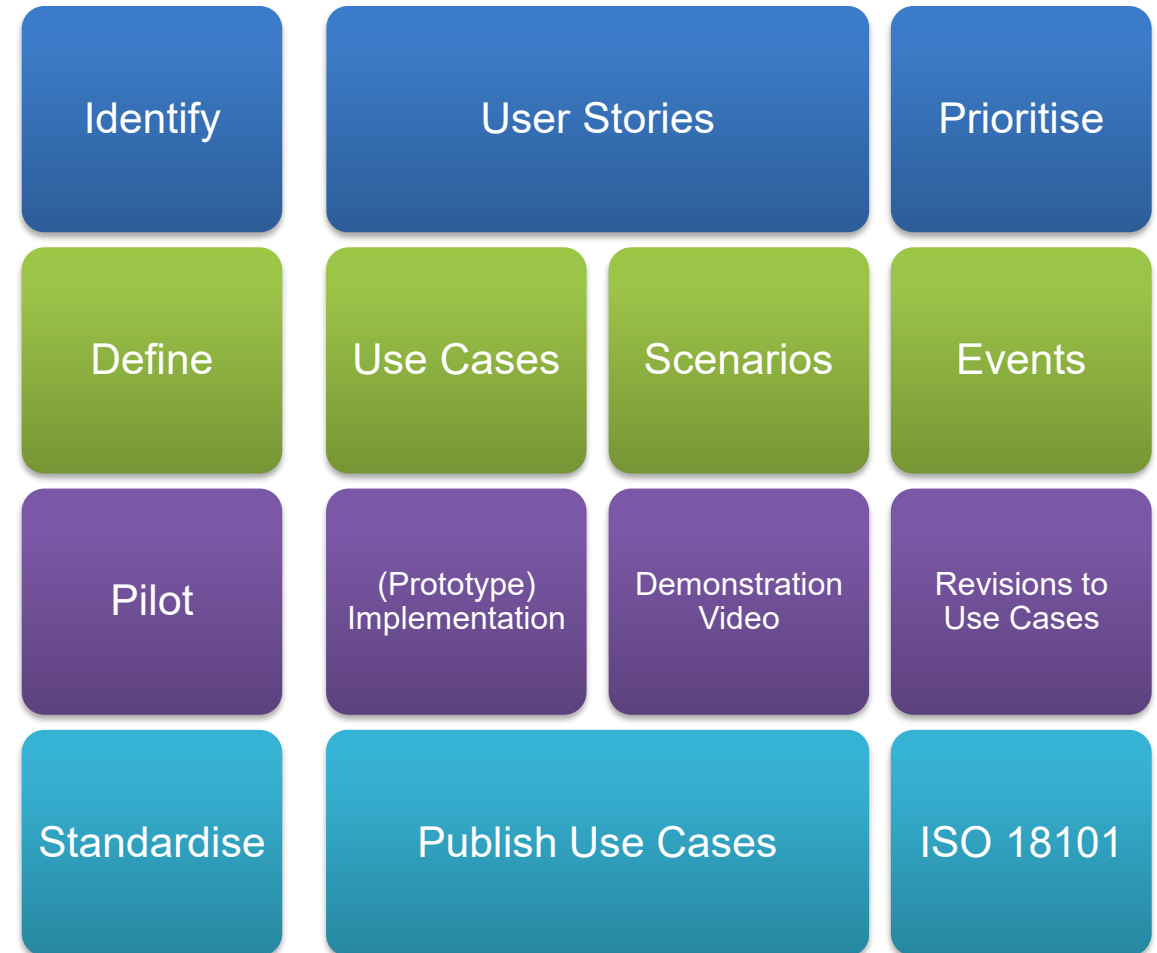 Identify
User Stories
Prioritise
Define
Use Cases
Scenarios
Events
Pilot
(Prototype)
Implementation
Demonstration
Video
Revisions to
Use Cases
Standardise
Publish Use Cases
ISO 18101